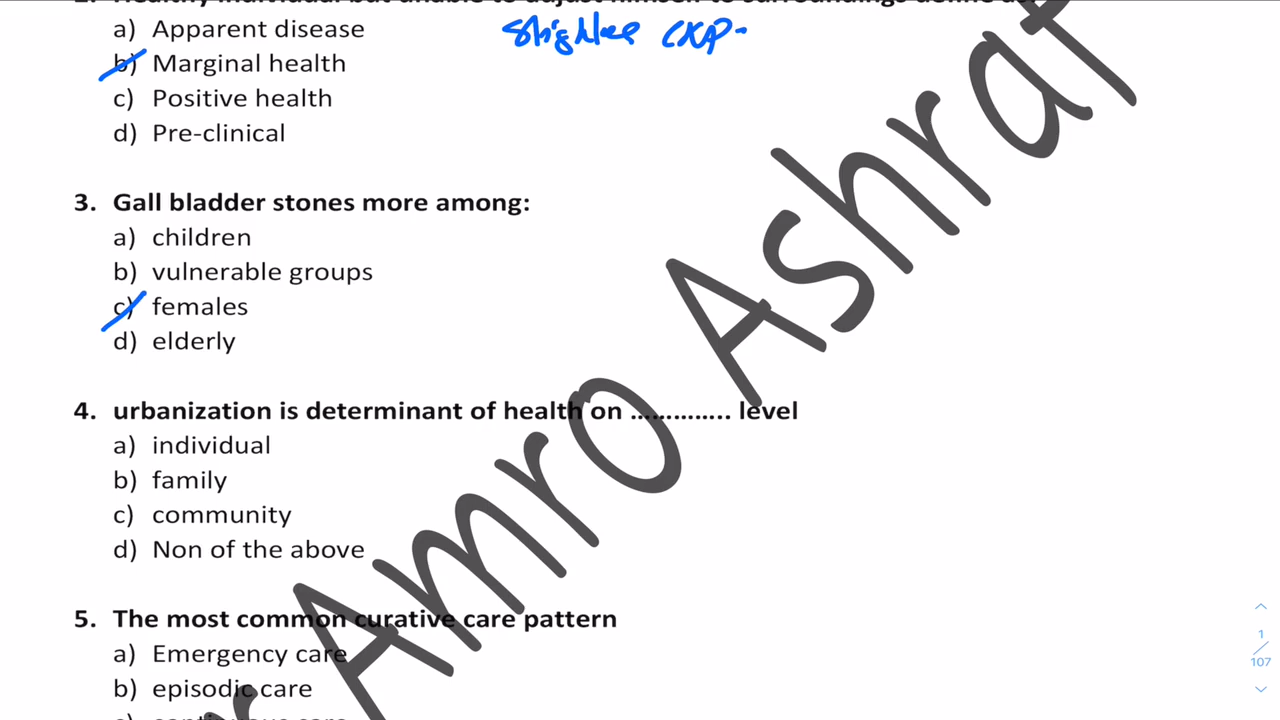 a) Apparent disease
b) Marginal health
c) Positive health
d) Pre-clinical
3. Gall bladder stones more among:
a) children
b) vulnerable groups
c) females
d) elderly
4. urbanization is determinant of health on ………….. level
a) individual
b) family
c) community
d) Non of the above
5. The most common curative care pattern
a) Emergency care
b) episodic care
Amro Ashraf
1
/
107